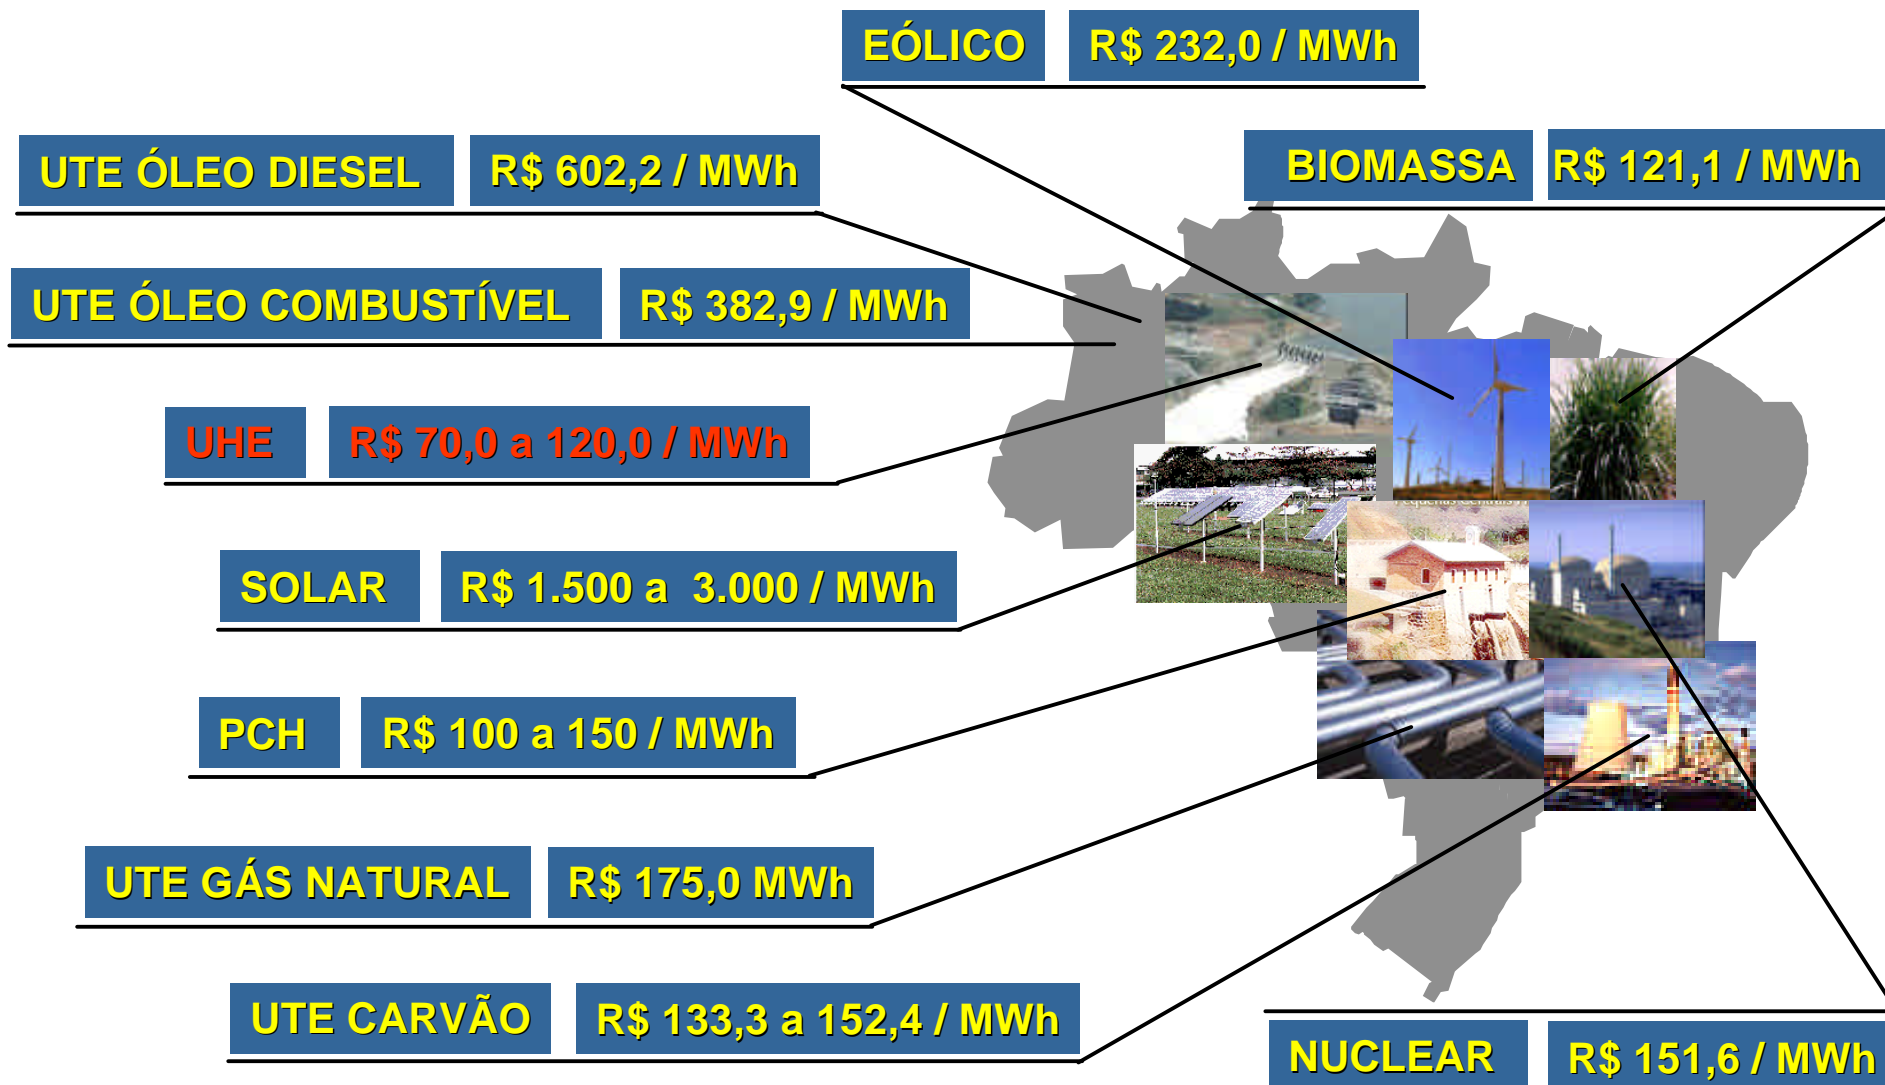 EÓLICO R$ 232,0 / MWh
UTE ÓLEO DIESEL R$ 602,2 / MWh
BIOMASSA R$ 121,1 / MWh
UTE ÓLEO COMBUSTÍVEL R$ 382,9 / MWh
UHE R$ 70,0 a 120,0 / MWh
SOLAR R$ 1.500 a 3.000 / MWh
PCH R$ 100 a 150 / MWh
UTE GÁS NATURAL R$ 175,0 MWh
UTE CARVÃO R$ 133,3 a 152,4 / MWh
NUCLEAR R$ 151,6 / MWh